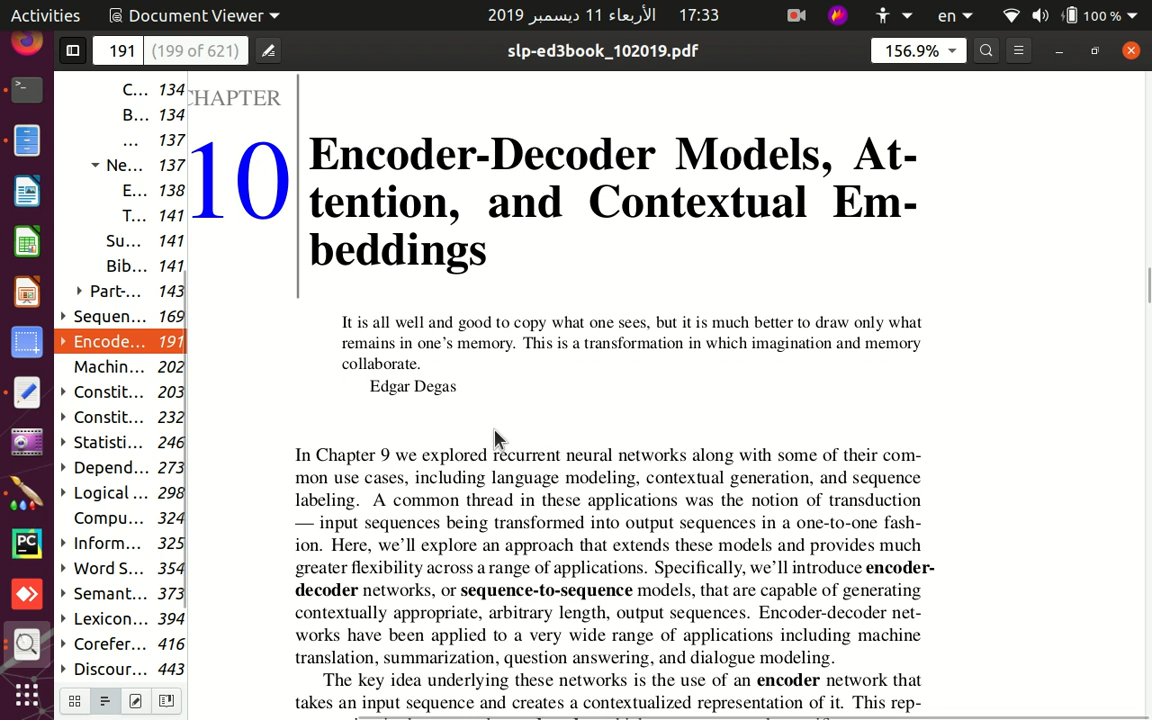 Activities
Document Viewer
الأربعاء 11 ديسمبر 2019 17:33
en
100 %
191 (199 of 621)
slp-ed3book_102019.pdf
156.9%
C... 134
B... 134
... 137
Ne... 137
E... 138
T... 141
Su... 141
Bib... 141
Part-... 143
Sequen... 169
Encode... 191
Machin... 202
Constit... 203
Constit... 232
Statisti... 246
Depend... 273
Logical ... 298
Compu... 324
Inform... 325
Word S... 354
Semant... 373
Lexicon... 394
Corefer... 416
Discour... 443
PC
CHAPTER
10
Encoder-Decoder Models, At-
tention, and Contextual Em-
beddings
It is all well and good to copy what one sees, but it is much better to draw only what
remains in one's memory. This is a transformation in which imagination and memory
collaborate.
Edgar Degas
In Chapter 9 we explored recurrent neural networks along with some of their com-
mon use cases, including language modeling, contextual generation, and sequence
labeling. A common thread in these applications was the notion of transduction
— input sequences being transformed into output sequences in a one-to-one fash-
ion. Here, we'll explore an approach that extends these models and provides much
greater flexibility across a range of applications. Specifically, we'll introduce encoder-
decoder networks, or sequence-to-sequence models, that are capable of generating
contextually appropriate, arbitrary length, output sequences. Encoder-decoder net-
works have been applied to a very wide range of applications including machine
translation, summarization, question answering, and dialogue modeling.
The key idea underlying these networks is the use of an encoder network that
takes an input sequence and creates a contextualized representation of it. This rep-